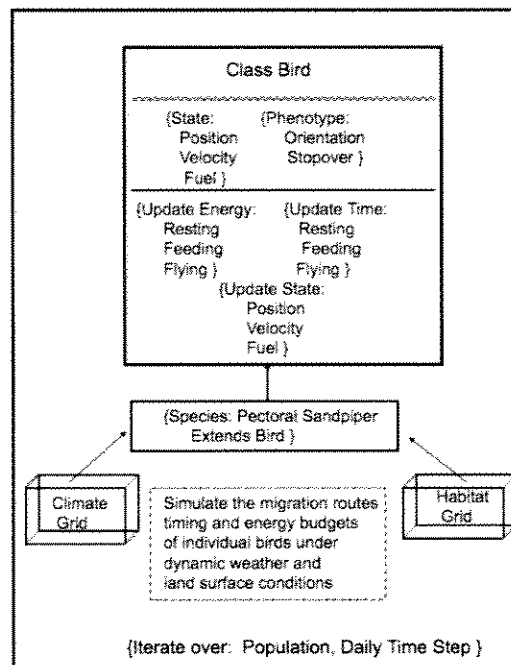 Class Bird
{State: {Phenotype:
Position Orientation
Velocity Stopover }
Fuel }
{Update Energy: {Update Time:
Resting Resting
Feeding Feeding
Flying } Flying }
{Update State:
Position
Velocity
Fuel }
{Species: Pectoral Sandpiper
Extends Bird }
Climate
Grid
Simulate the migration routes
timing and energy budgets
of individual birds under
dynamic weather and
land surface conditions
Habitat
Grid
{Iterate over: Population, Daily Time Step }